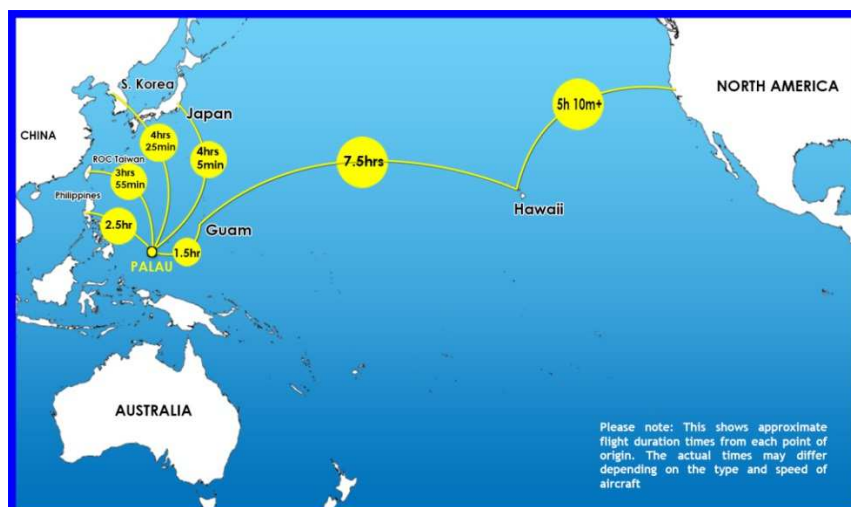 S. Korea
NORTH AMERICA
5h 10m+
Japan
CHINA
4hrs
25min
4hrs
5min
7.5hrs
ROC:Taiwan
3hrs
55min
Philippines
Hawaii
2.5hr
Guam
1.5hr
PALAU
AUSTRALIA
Please note: This shows approximate
flight duration times from each point of
origin. The actual times may differ
depending on the type and speed of
aircraft